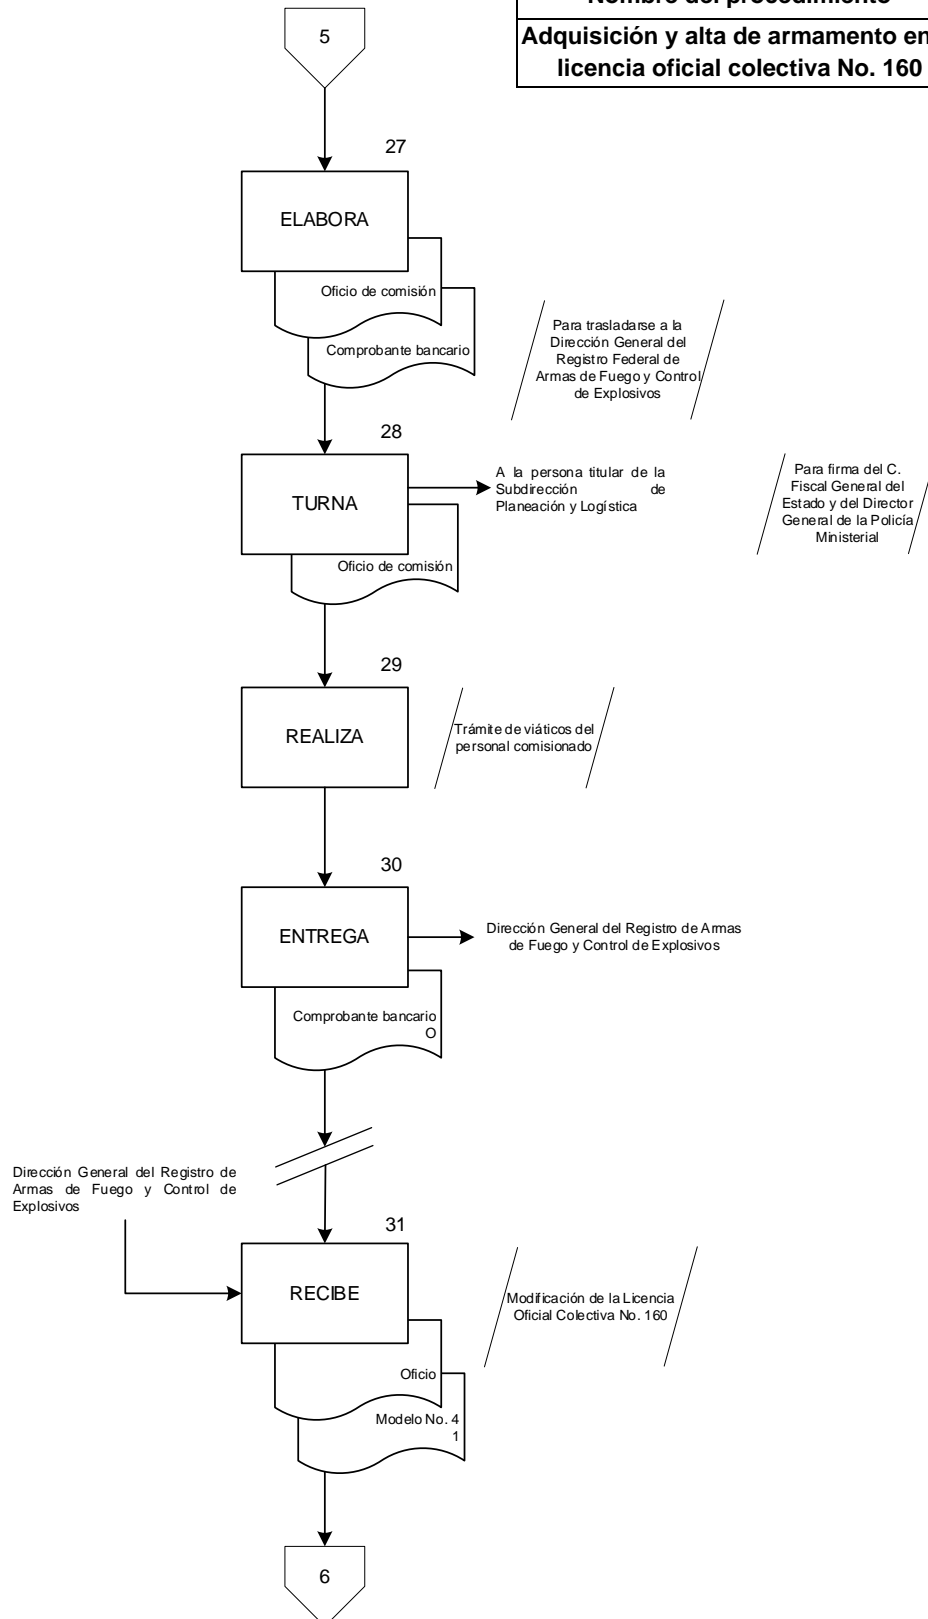 Nombre del procedimiento
Adquisición y alta de armamento en
licencia oficial colectiva No. 160
5
27
ELABORA
Oficio de comisión
Comprobante bancario
Para trasladarse a la
Dirección General del
Registro Federal de
Armas de Fuego y Control
de Explosivos
28
TURNA
A la persona titular de la
Subdirección de
Planeación y Logística
Para firma del C.
Fiscal General del
Estado y del Director
General de la Policía
Ministerial
Oficio de comisión
29
REALIZA
Trámite de viáticos del
personal comisionado
30
ENTREGA
Dirección General del Registro de Armas
de Fuego y Control de Explosivos
Comprobante bancario
O
Dirección General del Registro de
Armas de Fuego y Control de
Explosivos
31
RECIBE
Modificación de la Licencia
Oficial Colectiva No. 160
Oficio
Modelo No. 4
1
6